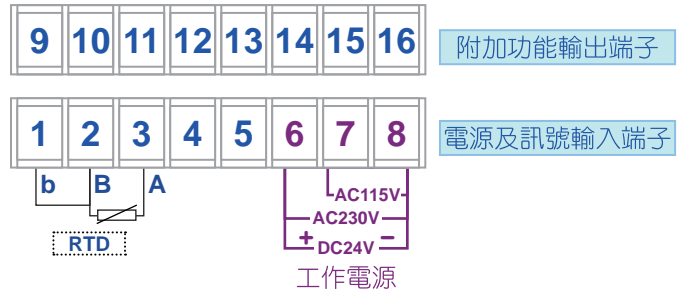 9 10 11 12 13 14 15 16 附加功能輸出端子
1 2 3 4 5 6 7 8 電源及訊號輸入端子
b B A
AC115V
AC230V
+ DC24V −
RTD
工作電源